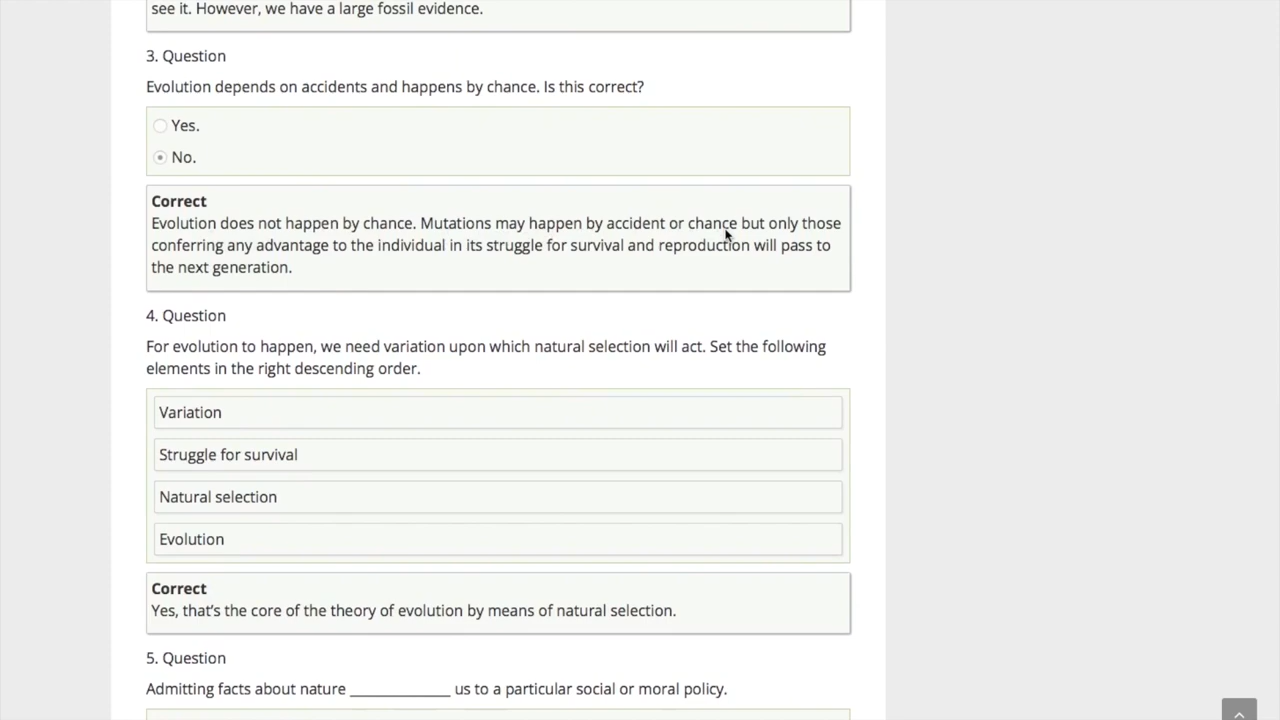 see it. However, we have a large fossil evidence.
3. Question
Evolution depends on accidents and happens by chance. Is this correct?
Yes.
No.
Correct
Evolution does not happen by chance. Mutations may happen by accident or chance but only those
conferring any advantage to the individual in its struggle for survival and reproduction will pass to
the next generation.
4. Question
For evolution to happen, we need variation upon which natural selection will act. Set the following
elements in the right descending order.
Variation
Struggle for survival
Natural selection
Evolution
Correct
Yes, that's the core of the theory of evolution by means of natural selection.
5. Question
Admitting facts about nature ______________ us to a particular social or moral policy.